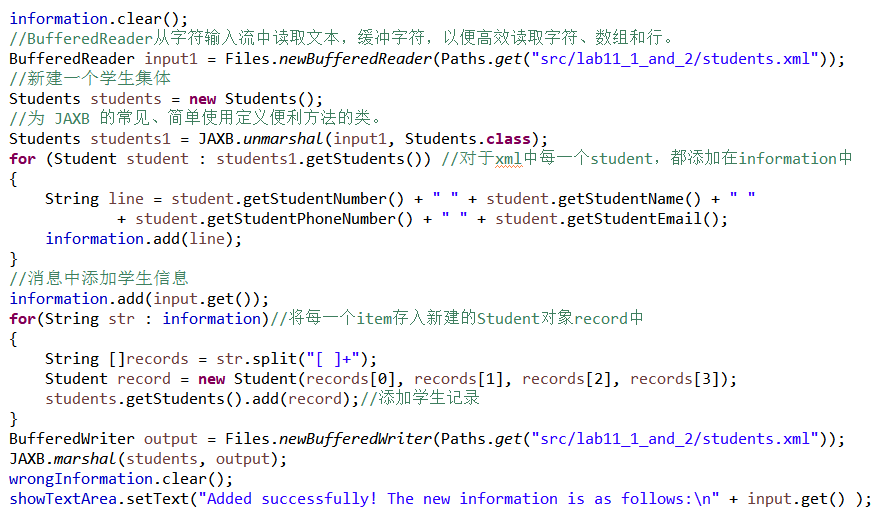 information.clear();
//BufferedReader从字符输入流中读取文本，缓冲字符，以便高效读取字符、数组和行。
BufferedReader input1 = Files.newBufferedReader(Paths.get("src/lab11_1_and_2/students.xml"));
//新建一个学生集体
Students students = new Students();
//为 JAXB 的常见、简单使用定义便利方法的类。
Students students1 = JAXB.unmarshal(input1, Students.class);
for (Student student : students1.getStudents()) //对于xml中每一个student，都添加在information中
{
    String line = student.getStudentNumber() + " " + student.getStudentName() + " "
            + student.getStudentPhoneNumber() + " " + student.getStudentEmail();
    information.add(line);
}
//消息中添加学生信息
information.add(input.get());
for(String str : information)//将每一个item存入新建的Student对象record中
{
    String []records = str.split("[ ]+");
    Student record = new Student(records[0], records[1], records[2], records[3]);
    students.getStudents().add(record);//添加学生记录
}
BufferedWriter output = Files.newBufferedWriter(Paths.get("src/lab11_1_and_2/students.xml"));
JAXB.marshal(students, output);
wrongInformation.clear();
showTextArea.setText("Added successfully! The new information is as follows:\n" + input.get() );